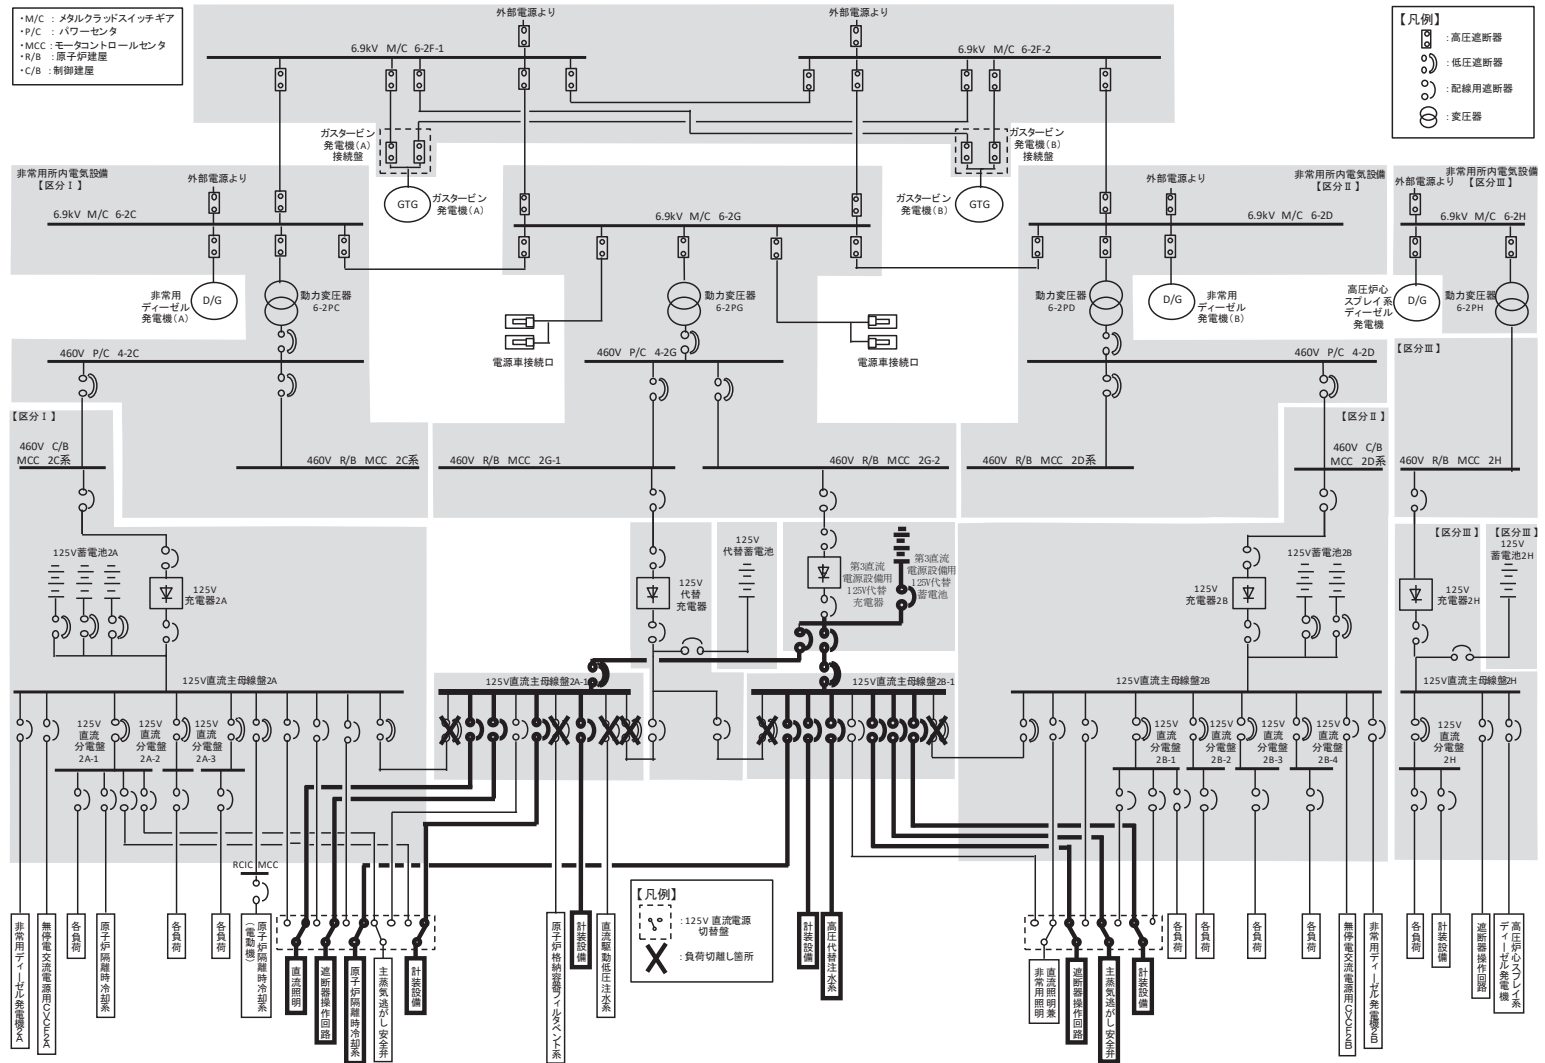 ・M/C ： メタルクラッドスイッチギア
・P/C ： パワーセンタ
・MCC ： モータコントロールセンタ
・R/B ： 原子炉建屋
・C/B ： 制御建屋
外部電源より
外部電源より
【凡例】
：高圧遮断器
：低圧遮断器
：配線用遮断器
：変圧器
6.9kV M/C 6-2F-1
6.9kV M/C 6-2F-2
ガスタービン
発電機(A)
接続盤
ガスタービン
発電機(B)
接続盤
GTG
ガスタービン
発電機(A)
ガスタービン
発電機(B)
GTG
非常用所内電気設備
【区分Ⅰ】
外部電源より
6.9kV M/C 6-2C
6.9kV M/C 6-2G
外部電源より
非常用所内電気設備
【区分Ⅱ】
6.9kV M/C 6-2D
非常用所内電気設備
【区分Ⅲ】
外部電源より
6.9kV M/C 6-2H
非常用
ディーゼル
発電機(A)
D/G
動力変圧器
6-2PC
動力変圧器
6-2PG
動力変圧器
6-2PD
D/G
非常用
ディーゼル
発電機(B)
高圧炉心
スプレイ系
ディーゼル
発電機
D/G
動力変圧器
6-2PH
電源車接続口
電源車接続口
460V P/C 4-2C
460V P/C 4-2G
460V P/C 4-2D
【区分Ⅲ】
【区分Ⅰ】
460V C/B
MCC 2C系
460V R/B MCC 2C系
460V R/B MCC 2G-1
460V R/B MCC 2G-2
460V R/B MCC 2D系
【区分Ⅱ】
460V C/B
MCC 2D系
460V R/B MCC 2H
125V蓄電池2A
125V
充電器2A
125V
代替
充電器
125V
代替蓄電池
第3直流
電源設備用
125V代替
充電器
第3直流
電源設備用
125V代替
蓄電池
125V
充電器2B
125V蓄電池2B
【区分Ⅲ】
125V
充電器2H
【区分Ⅲ】
125V
蓄電池2H
125V直流主母線盤2A
125V直流主母線盤2A-1
125V直流主母線盤2B-1
125V直流主母線盤2B
125V直流主母線盤2H
125V
直流
分電盤
2A-1
125V
直流
分電盤
2A-2
125V
直流
分電盤
2A-3
125V
直流
分電盤
2B-1
125V
直流
分電盤
2B-2
125V
直流
分電盤
2B-3
125V
直流
分電盤
2B-4
125V
直流
分電盤
2H
RCIC MCC
【凡例】
：125V 直流電源
切替盤
：負荷切離し箇所
非常用ディーゼル発電機2A
無停電交流電源用CVCF2A
各負荷
原子炉隔離時冷却系
各負荷
各負荷
原子炉隔離時冷却系
(電動機)
直流照明
遮断器操作回路
原子炉隔離時冷却系
主蒸気逃がし安全弁
計装設備
原子炉格納容器フィルタベント系
計装設備
直流駆動低圧注水系
計装設備
高圧代替注水系
直流照明兼
非常用照明
遮断器操作回路
主蒸気逃がし安全弁
計装設備
各負荷
各負荷
各負荷
各負荷
無停電交流電源用CVCF2B
非常用ディーゼル発電機2B
各負荷
計装設備
遮断器操作回路
高圧炉心スプレイ系
ディーゼル発電機